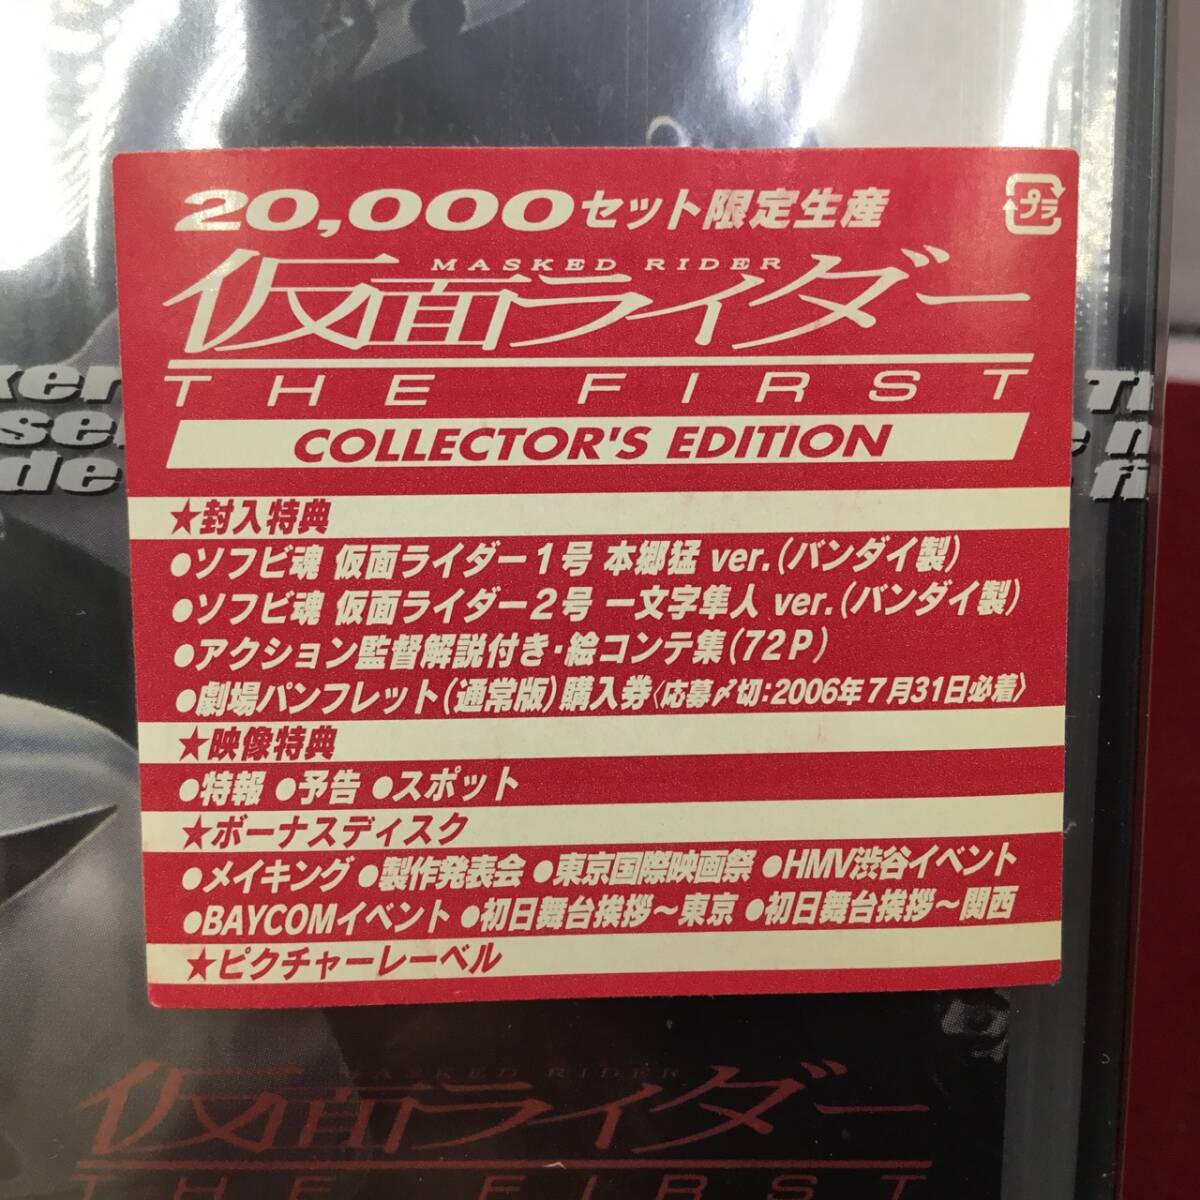 20,000セット限定生産
プラ
MASKED RIDER
仮面ライダー
THE FIRST
COLLECTOR'S EDITION
★封入特典
●ソフビ魂 仮面ライダー1号 本郷猛 ver.(バンダイ製)
●ソフビ魂 仮面ライダー2号 一文字隼人 ver.(バンダイ製)
●アクション監督解説付き・絵コンテ集(72P)
●劇場パンフレット(通常版)購入券〈応募〆切:2006年7月31日必着〉
★映像特典
●特報 ●予告 ●スポット
★ボーナスディスク
●メイキング ●製作発表会 ●東京国際映画祭 ●HMV渋谷イベント
●BAYCOMイベント ●初日舞台挨拶～東京 ●初日舞台挨拶～関西
★ピクチャーレーベル
MASKED RIDER
仮面ライダー
THE FIRST